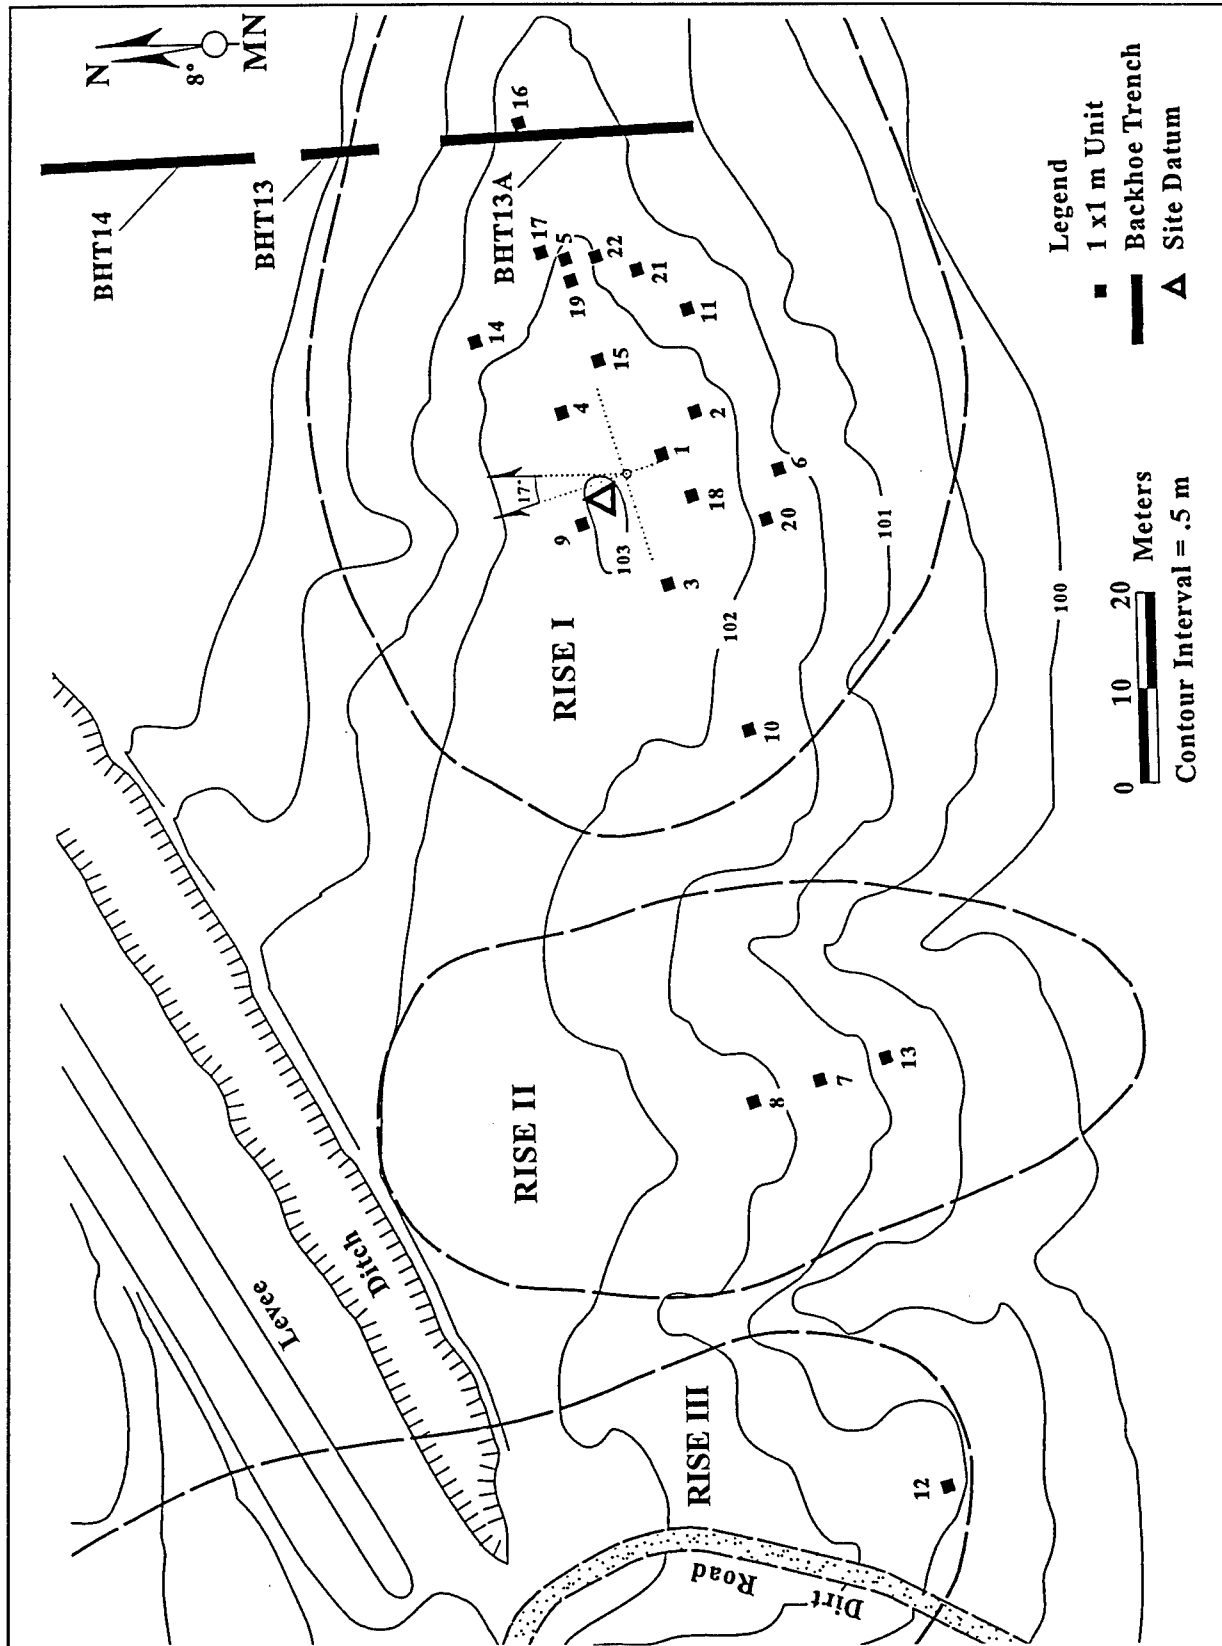 N
8°
MN
BHT14
BHT13
BHT13A
16
17
5
19
22
21
14
11
15
4
2
1
17°
9
18
6
20
103
3
RISE I
102
101
100
10
Levee
Ditch
RISE II
8
7
13
RISE III
12
Dirt
Road
Legend
1 x1 m Unit
Backhoe Trench
Site Datum
0 10 20 Meters
Contour Interval = .5 m